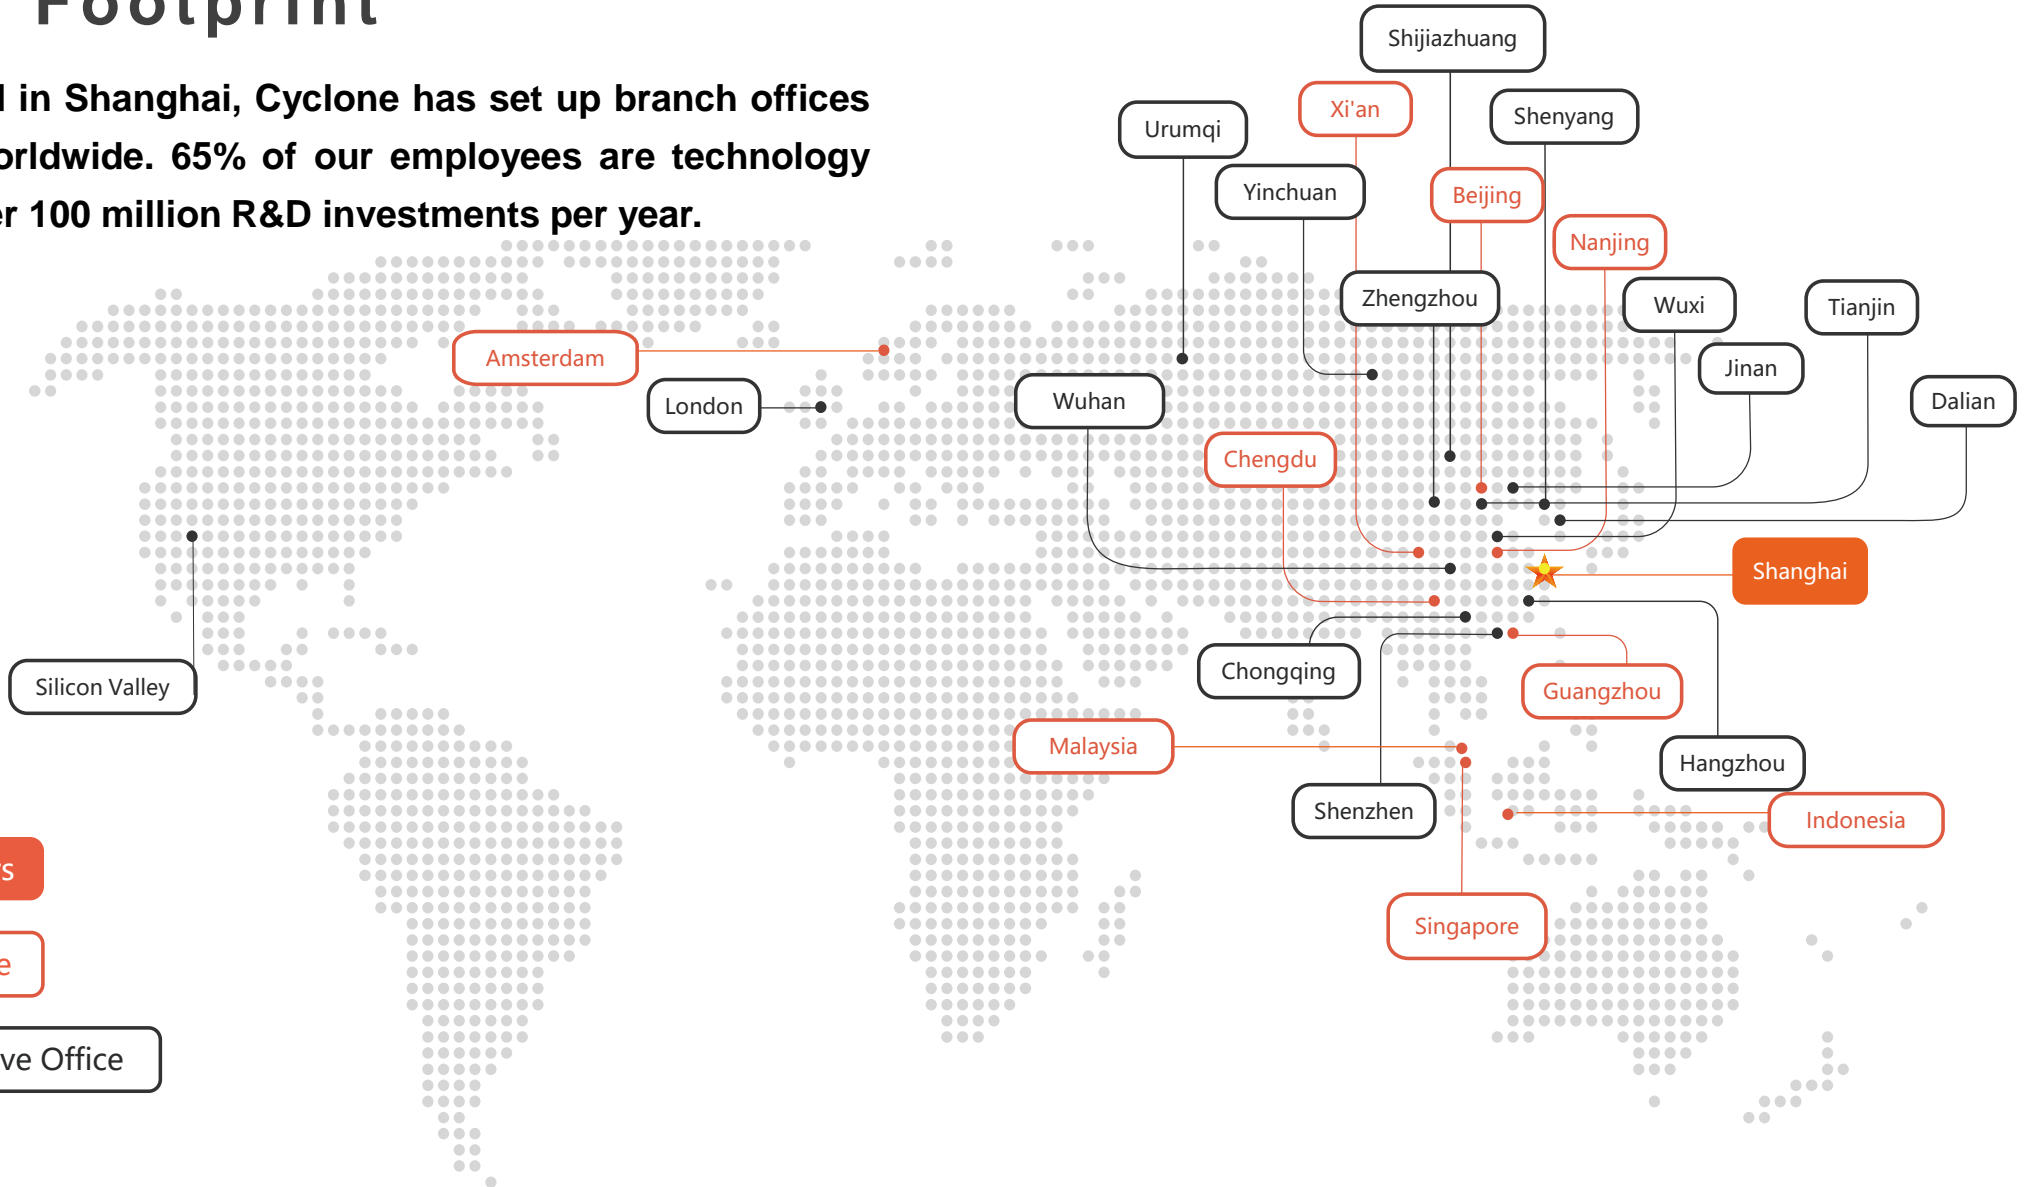 Footprint
in Shanghai, Cyclone has set up branch offices
65% of our employees are technology
100 million R&D investments per year.
Shijiazhuang
Xi'an
Shenyang
Urumqi
Yinchuan
Beijing
Nanjing
Zhengzhou
Wuxi
Tianjin
Amsterdam
Jinan
London
Wuhan
Dalian
Chengdu
Shanghai
Chongqing
Silicon Valley
Guangzhou
Malaysia
Hangzhou
Shenzhen
Indonesia
Singapore
Office